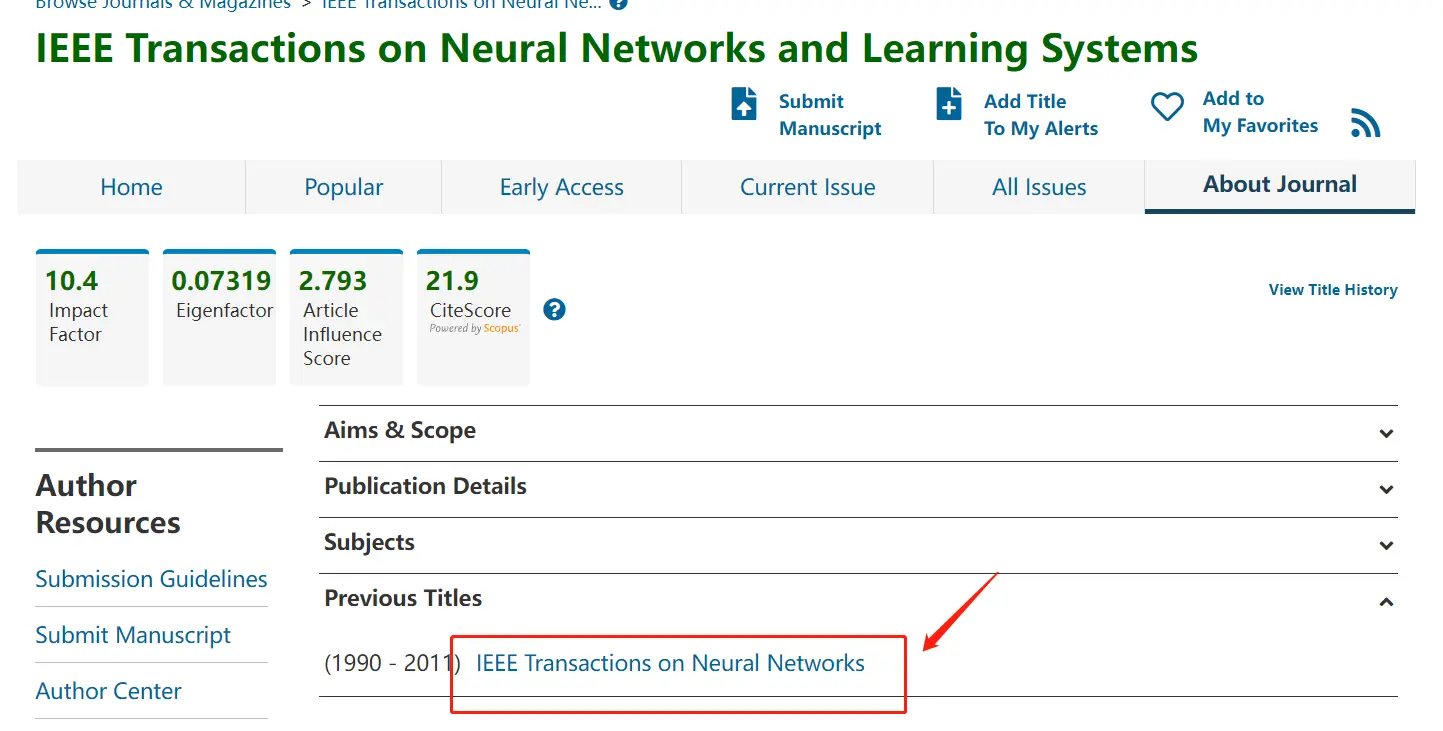 Browse Journals & Magazines > IEEE Transactions on Neural Ne... ?
IEEE Transactions on Neural Networks and Learning Systems
Submit
Manuscript
Add Title
To My Alerts
Add to
My Favorites
Home
Popular
Early Access
Current Issue
All Issues
About Journal
10.4
Impact
Factor
0.07319
Eigenfactor
2.793
Article
Influence
Score
21.9
CiteScore
Powered by Scopus'
?
View Title History
Author
Resources
Submission Guidelines
Submit Manuscript
Author Center
Aims & Scope
Publication Details
Subjects
Previous Titles
(1990 - 2011) IEEE Transactions on Neural Networks